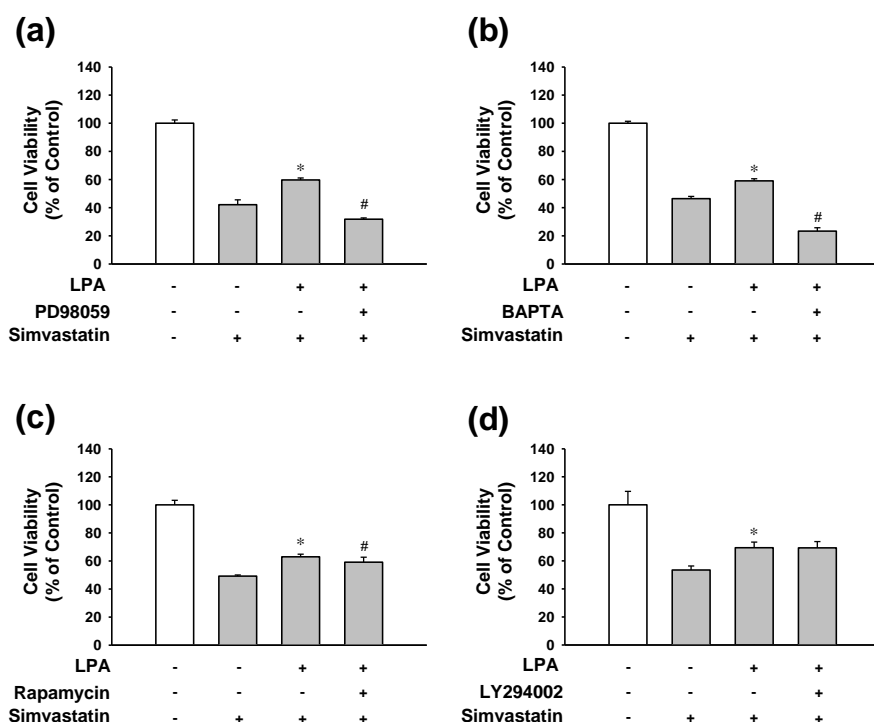 (a)
140
120
100
80
60
40
20
0
Cell Viability
(% of Control)
*
#
LPA - - + +
PD98059 - - - +
Simvastatin - + + +
(b)
140
120
100
80
60
40
20
0
Cell Viability
(% of Control)
*
#
LPA - - + +
BAPTA - - - +
Simvastatin - + + +
(c)
140
120
100
80
60
40
20
0
Cell Viability
(% of Control)
*
#
LPA - - + +
Rapamycin - - - +
Simvastatin - + + +
(d)
140
120
100
80
60
40
20
0
Cell Viability
(% of Control)
*
LPA - - + +
LY294002 - - - +
Simvastatin - + + +